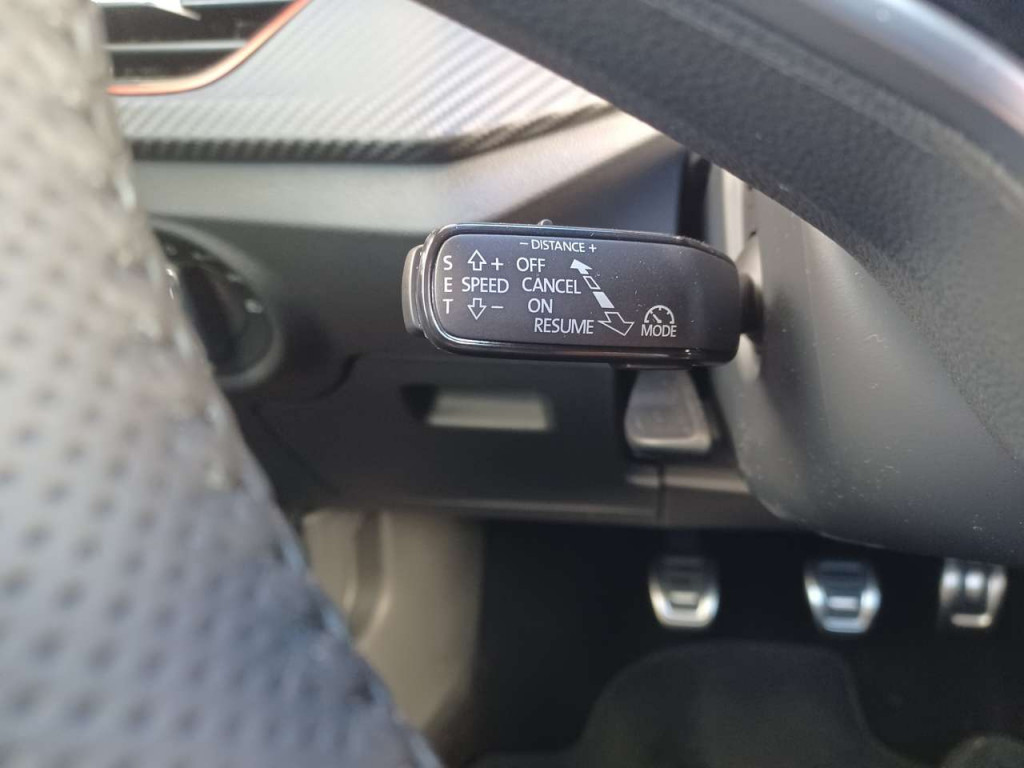 − DISTANCE +
S + OFF
E SPEED CANCEL
T − ON
RESUME
MODE